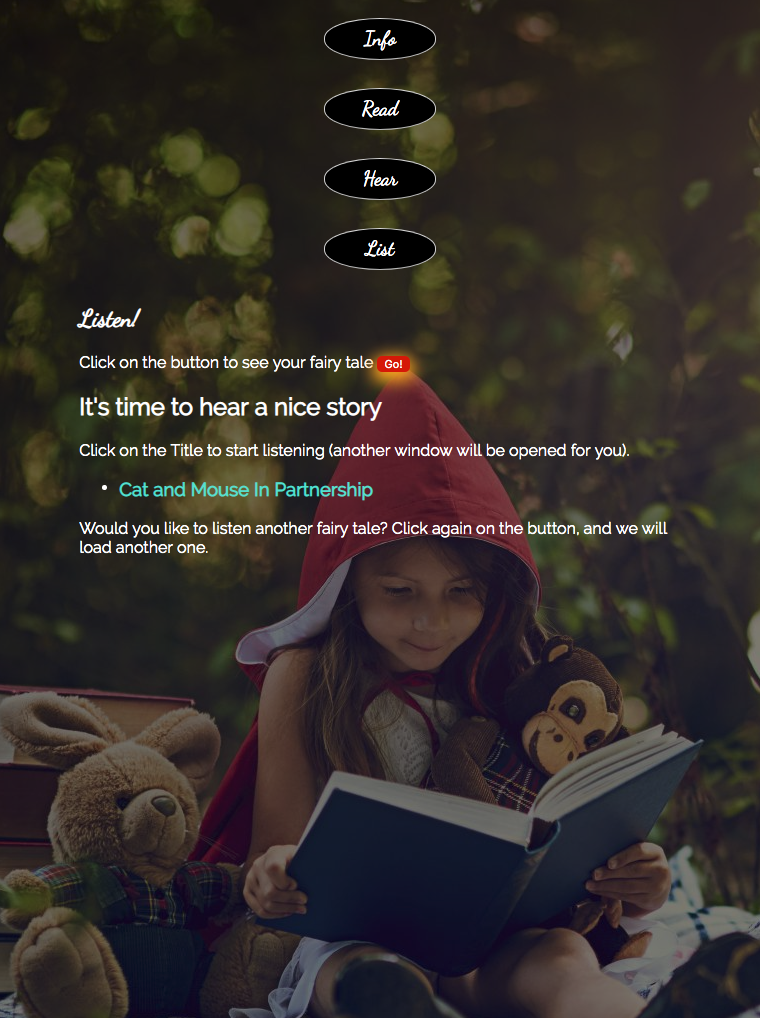 Info
Read
Hear
List
Listen!
Click on the button to see your fairy tale Go!
It's time to hear a nice story
Click on the Title to start listening (another window will be opened for you).
• Cat and Mouse In Partnership
Would you like to listen another fairy tale? Click again on the button, and we will
load another one.